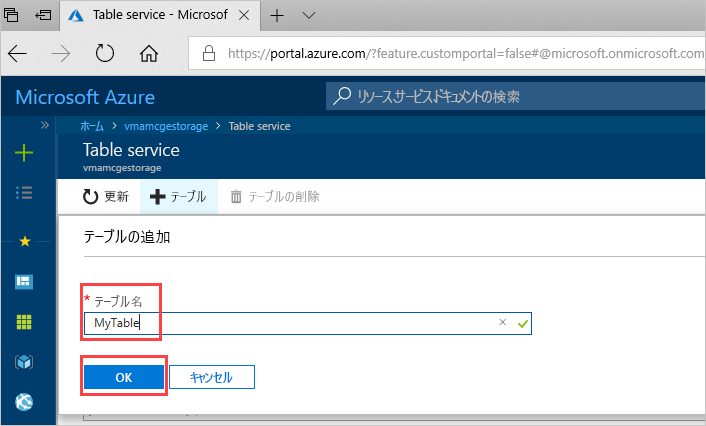 Table service - Microsof
https://portal.azure.com/?feature.customportal=false#@microsoft.onmicrosoft.com
Microsoft Azure
リソース、サービス、ドキュメントの検索
ホーム > vmamcgestorage > Table service
Table service
vmamcgestorage
更新 テーブル テーブルの削除
テーブルの追加
* テーブル名
MyTable
OK キャンセル